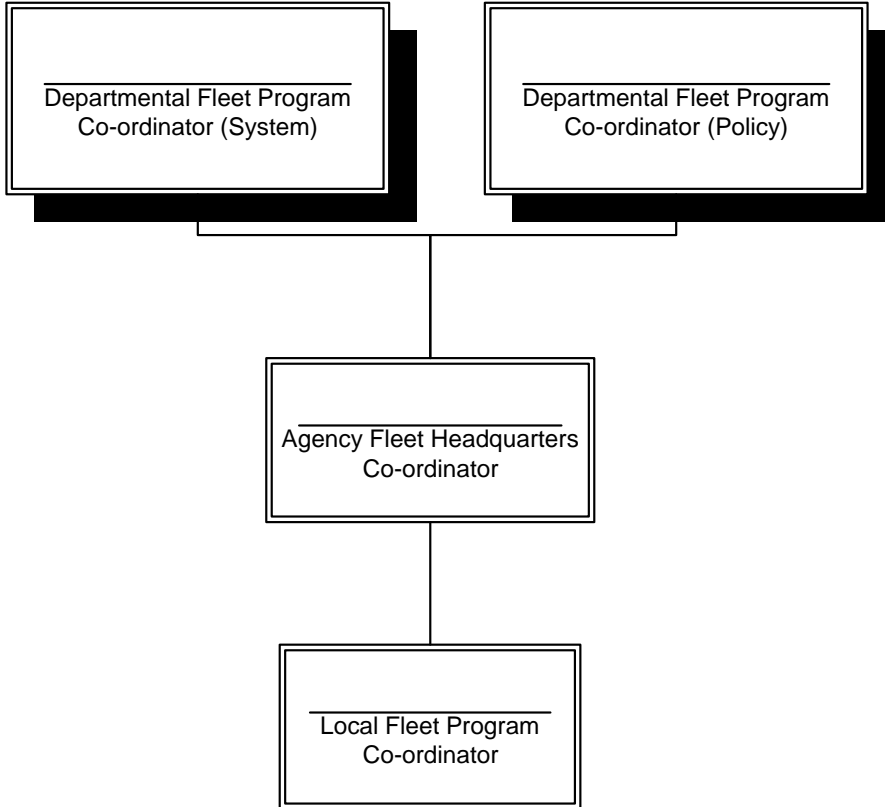 Departmental Fleet Program
Co-ordinator (System)
Departmental Fleet Program
Co-ordinator (Policy)
Agency Fleet Headquarters
Co-ordinator
Local Fleet Program
Co-ordinator